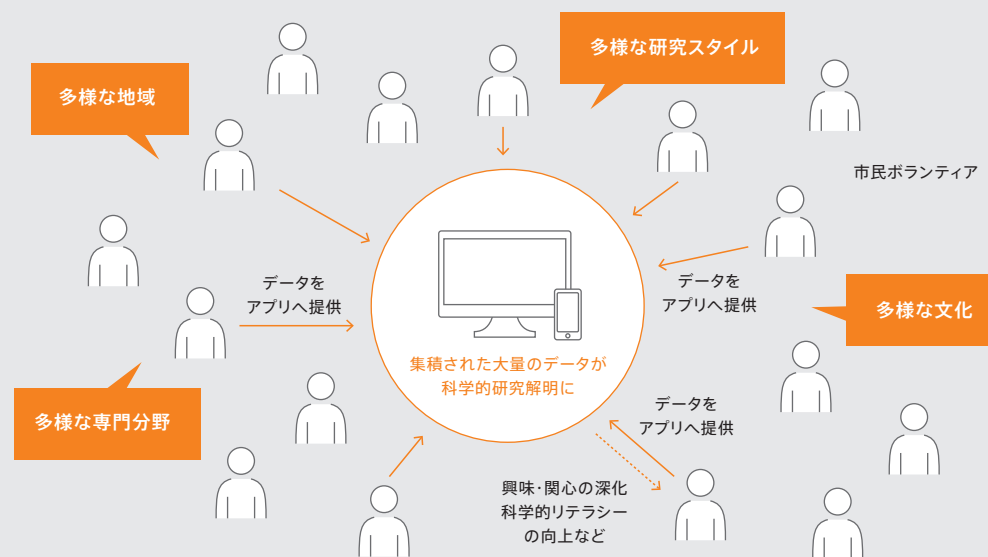 多様な研究スタイル
多様な地域
市民ボランティア
データを
アプリへ提供
データを
アプリへ提供
多様な文化
集積された大量のデータが
科学的研究解明に
多様な専門分野
データを
アプリへ提供
興味・関心の深化
科学的リテラシー
の向上など